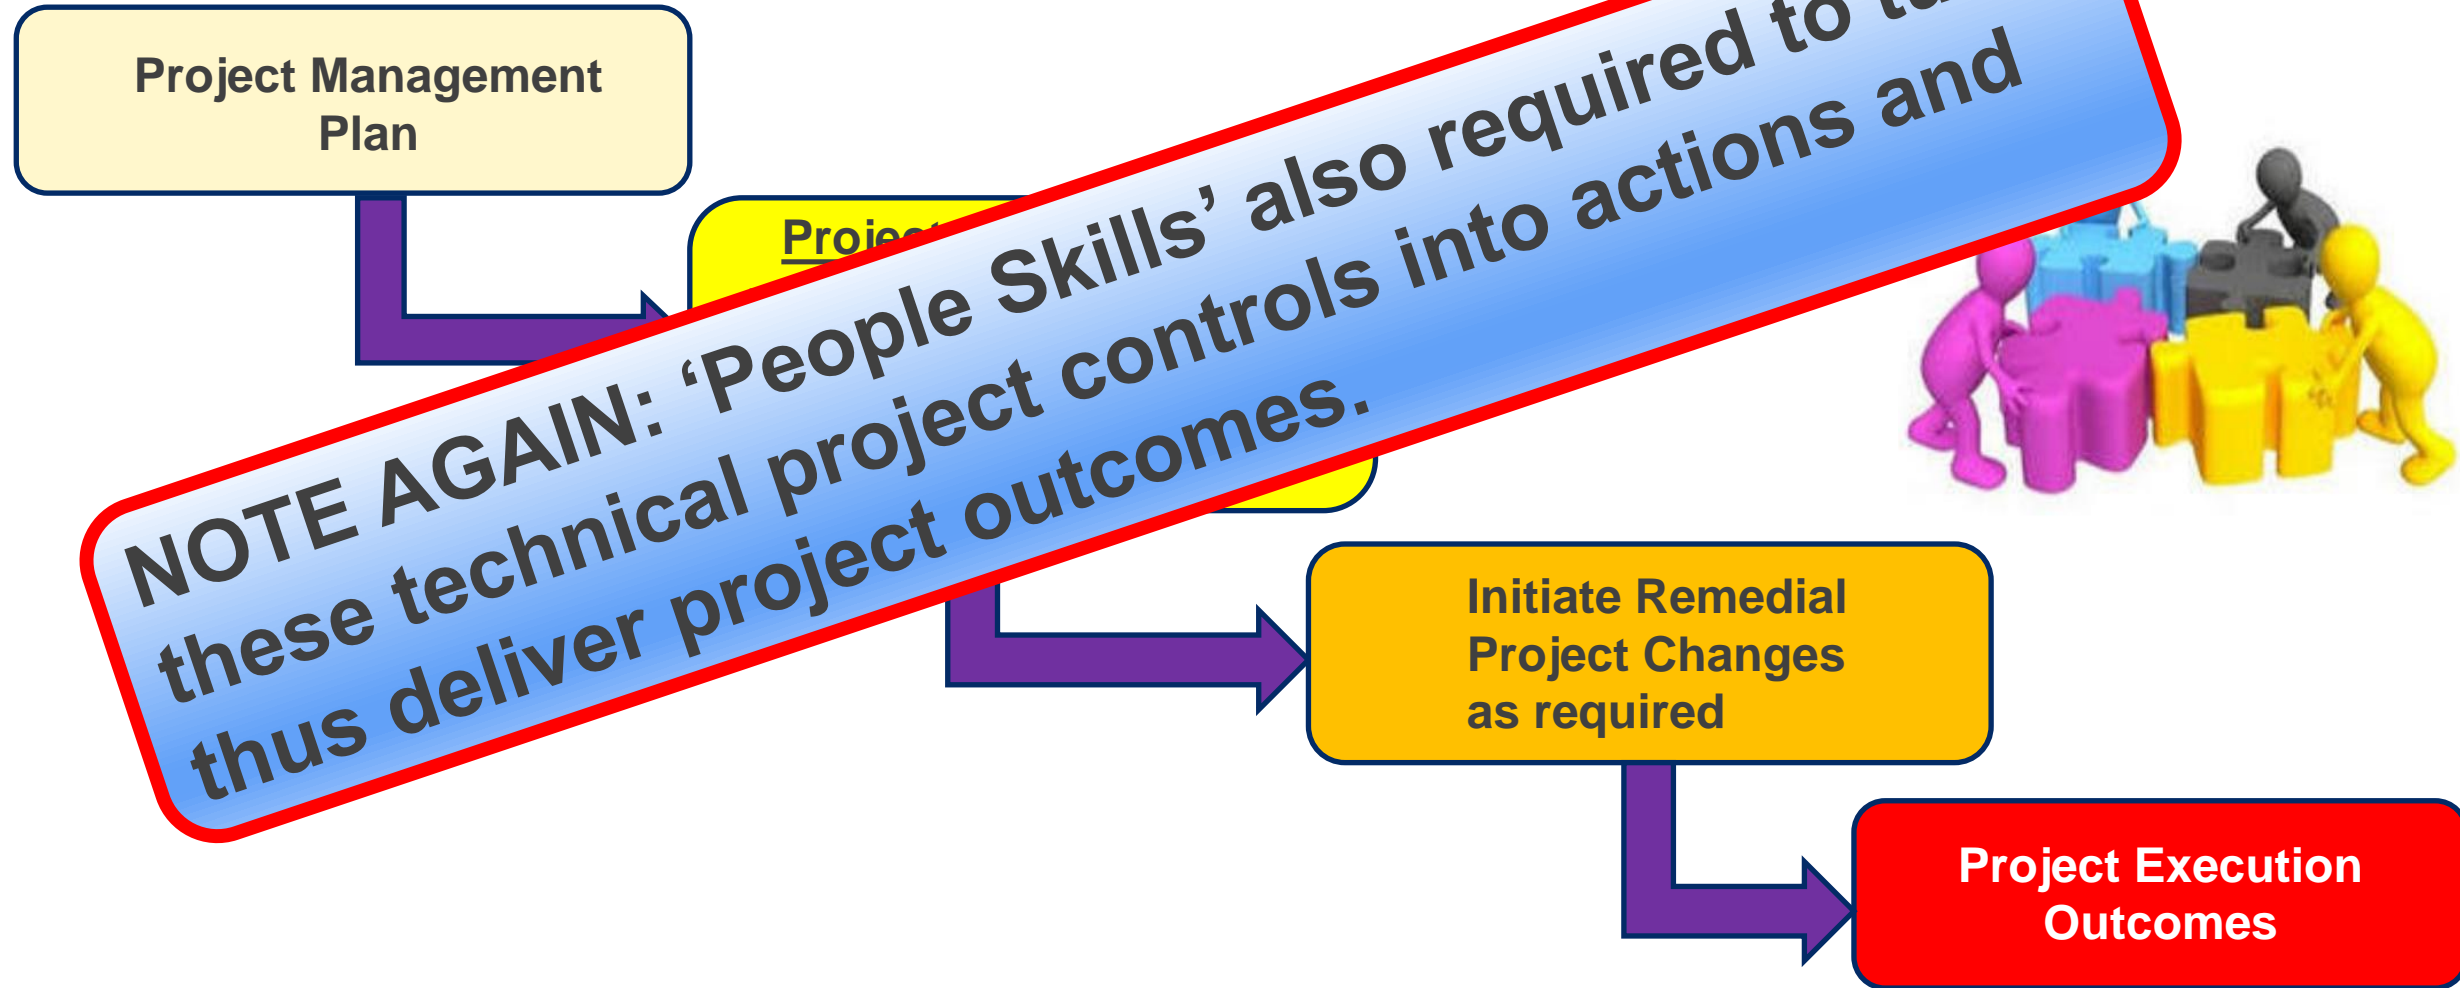 Project Management
Plan
Project
NOTE AGAIN: ‘People Skills’ also required to
these technical project controls into actions and
thus deliver project outcomes.
Initiate Remedial
Project Changes
as required
Project Execution
Outcomes